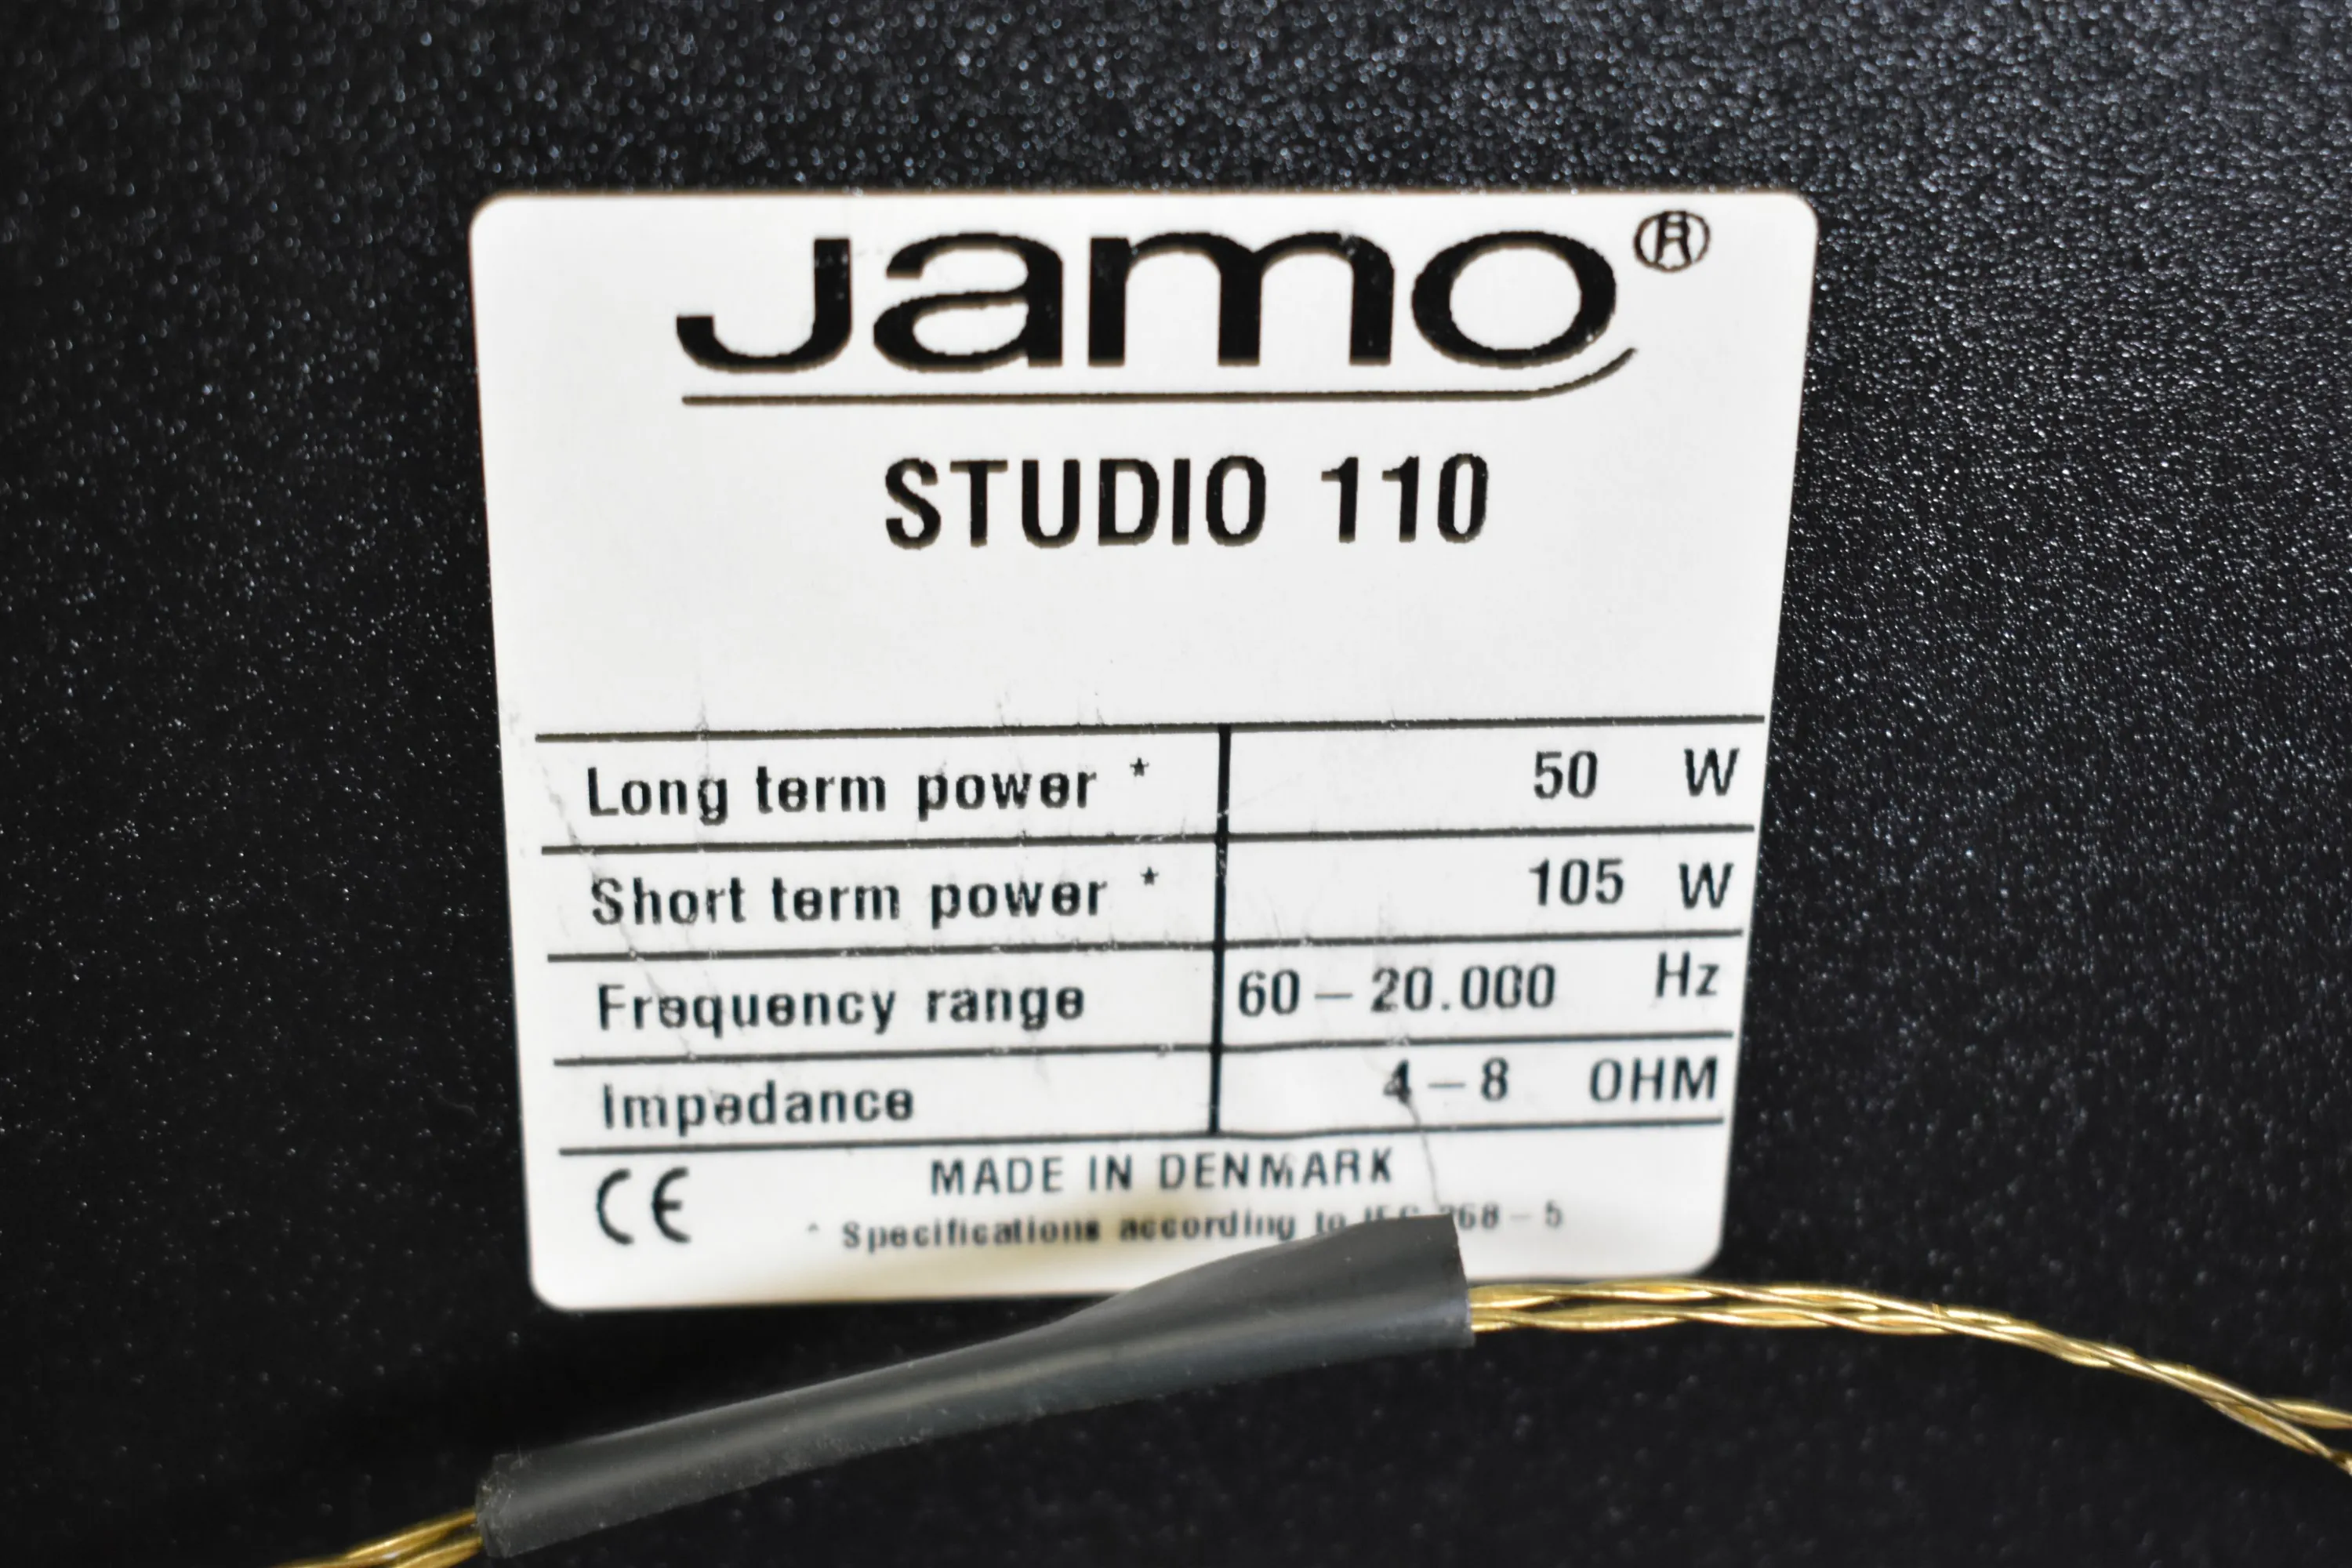 Jamo®
STUDIO 110
Long term power * 50 W
Short term power * 105 W
Frequency range 60 – 20.000 Hz
Impedance 4 – 8 OHM
CE MADE IN DENMARK
* Specifications according to 268 – 5